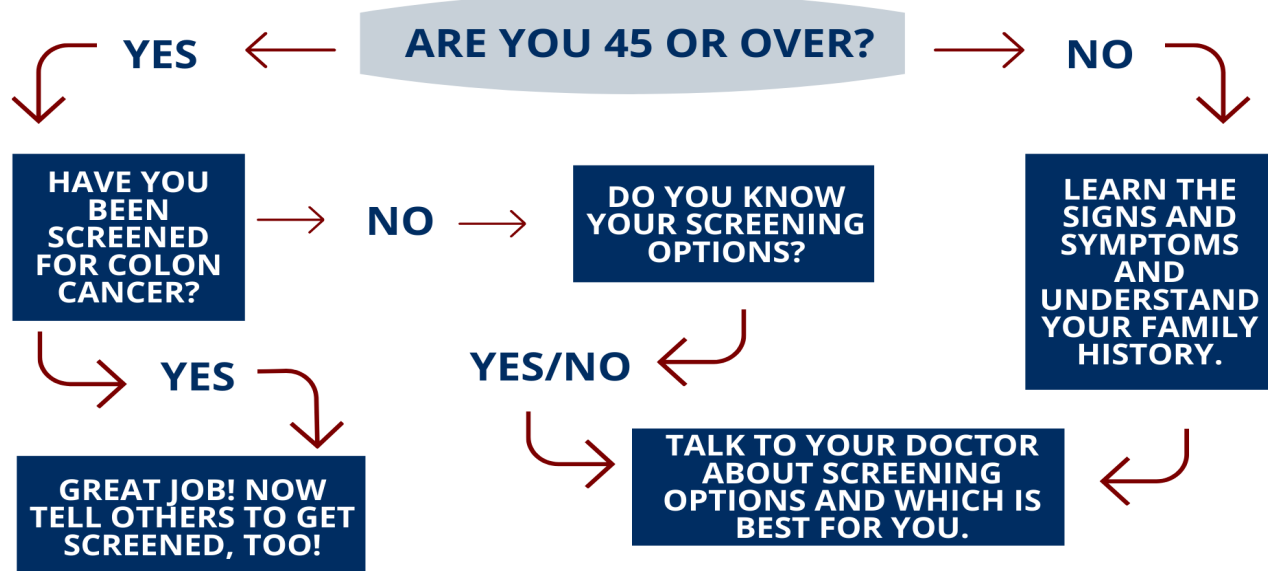 ARE YOU 45 OR OVER?
YES
NO
HAVE YOU
BEEN
SCREENED
FOR COLON
CANCER?
NO
DO YOU KNOW
YOUR SCREENING
OPTIONS?
LEARN THE
SIGNS AND
SYMPTOMS
AND
UNDERSTAND
YOUR FAMILY
HISTORY.
YES
YES/NO
GREAT JOB! NOW
TELL OTHERS TO GET
SCREENED, TOO!
TALK TO YOUR DOCTOR
ABOUT SCREENING
OPTIONS AND WHICH IS
BEST FOR YOU.